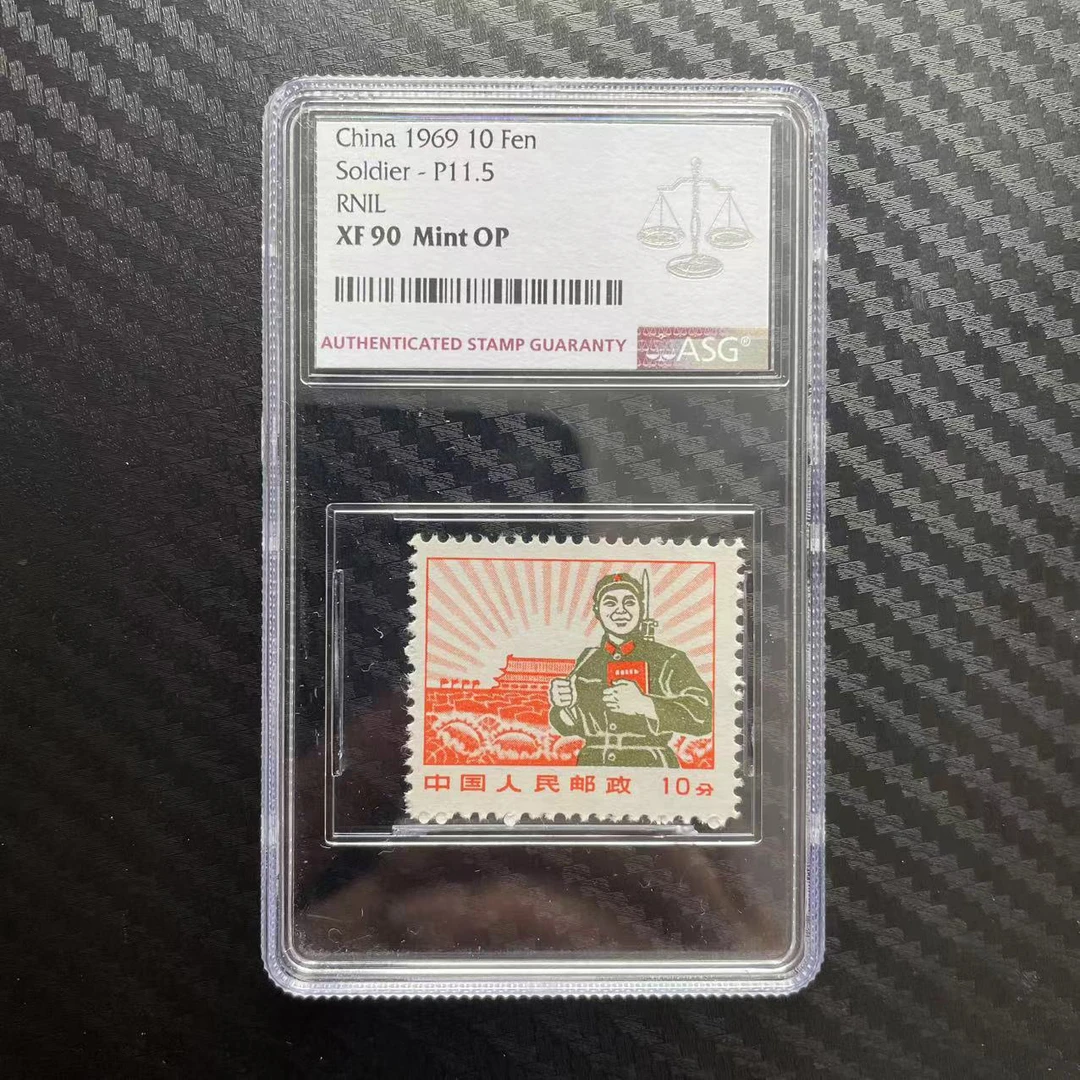 China 1969 10 Fen
Soldier - P11.5
RNIL
XF 90 Mint OP
AUTHENTICATED STAMP GUARANTY
ASG®
中国人民邮政 10分